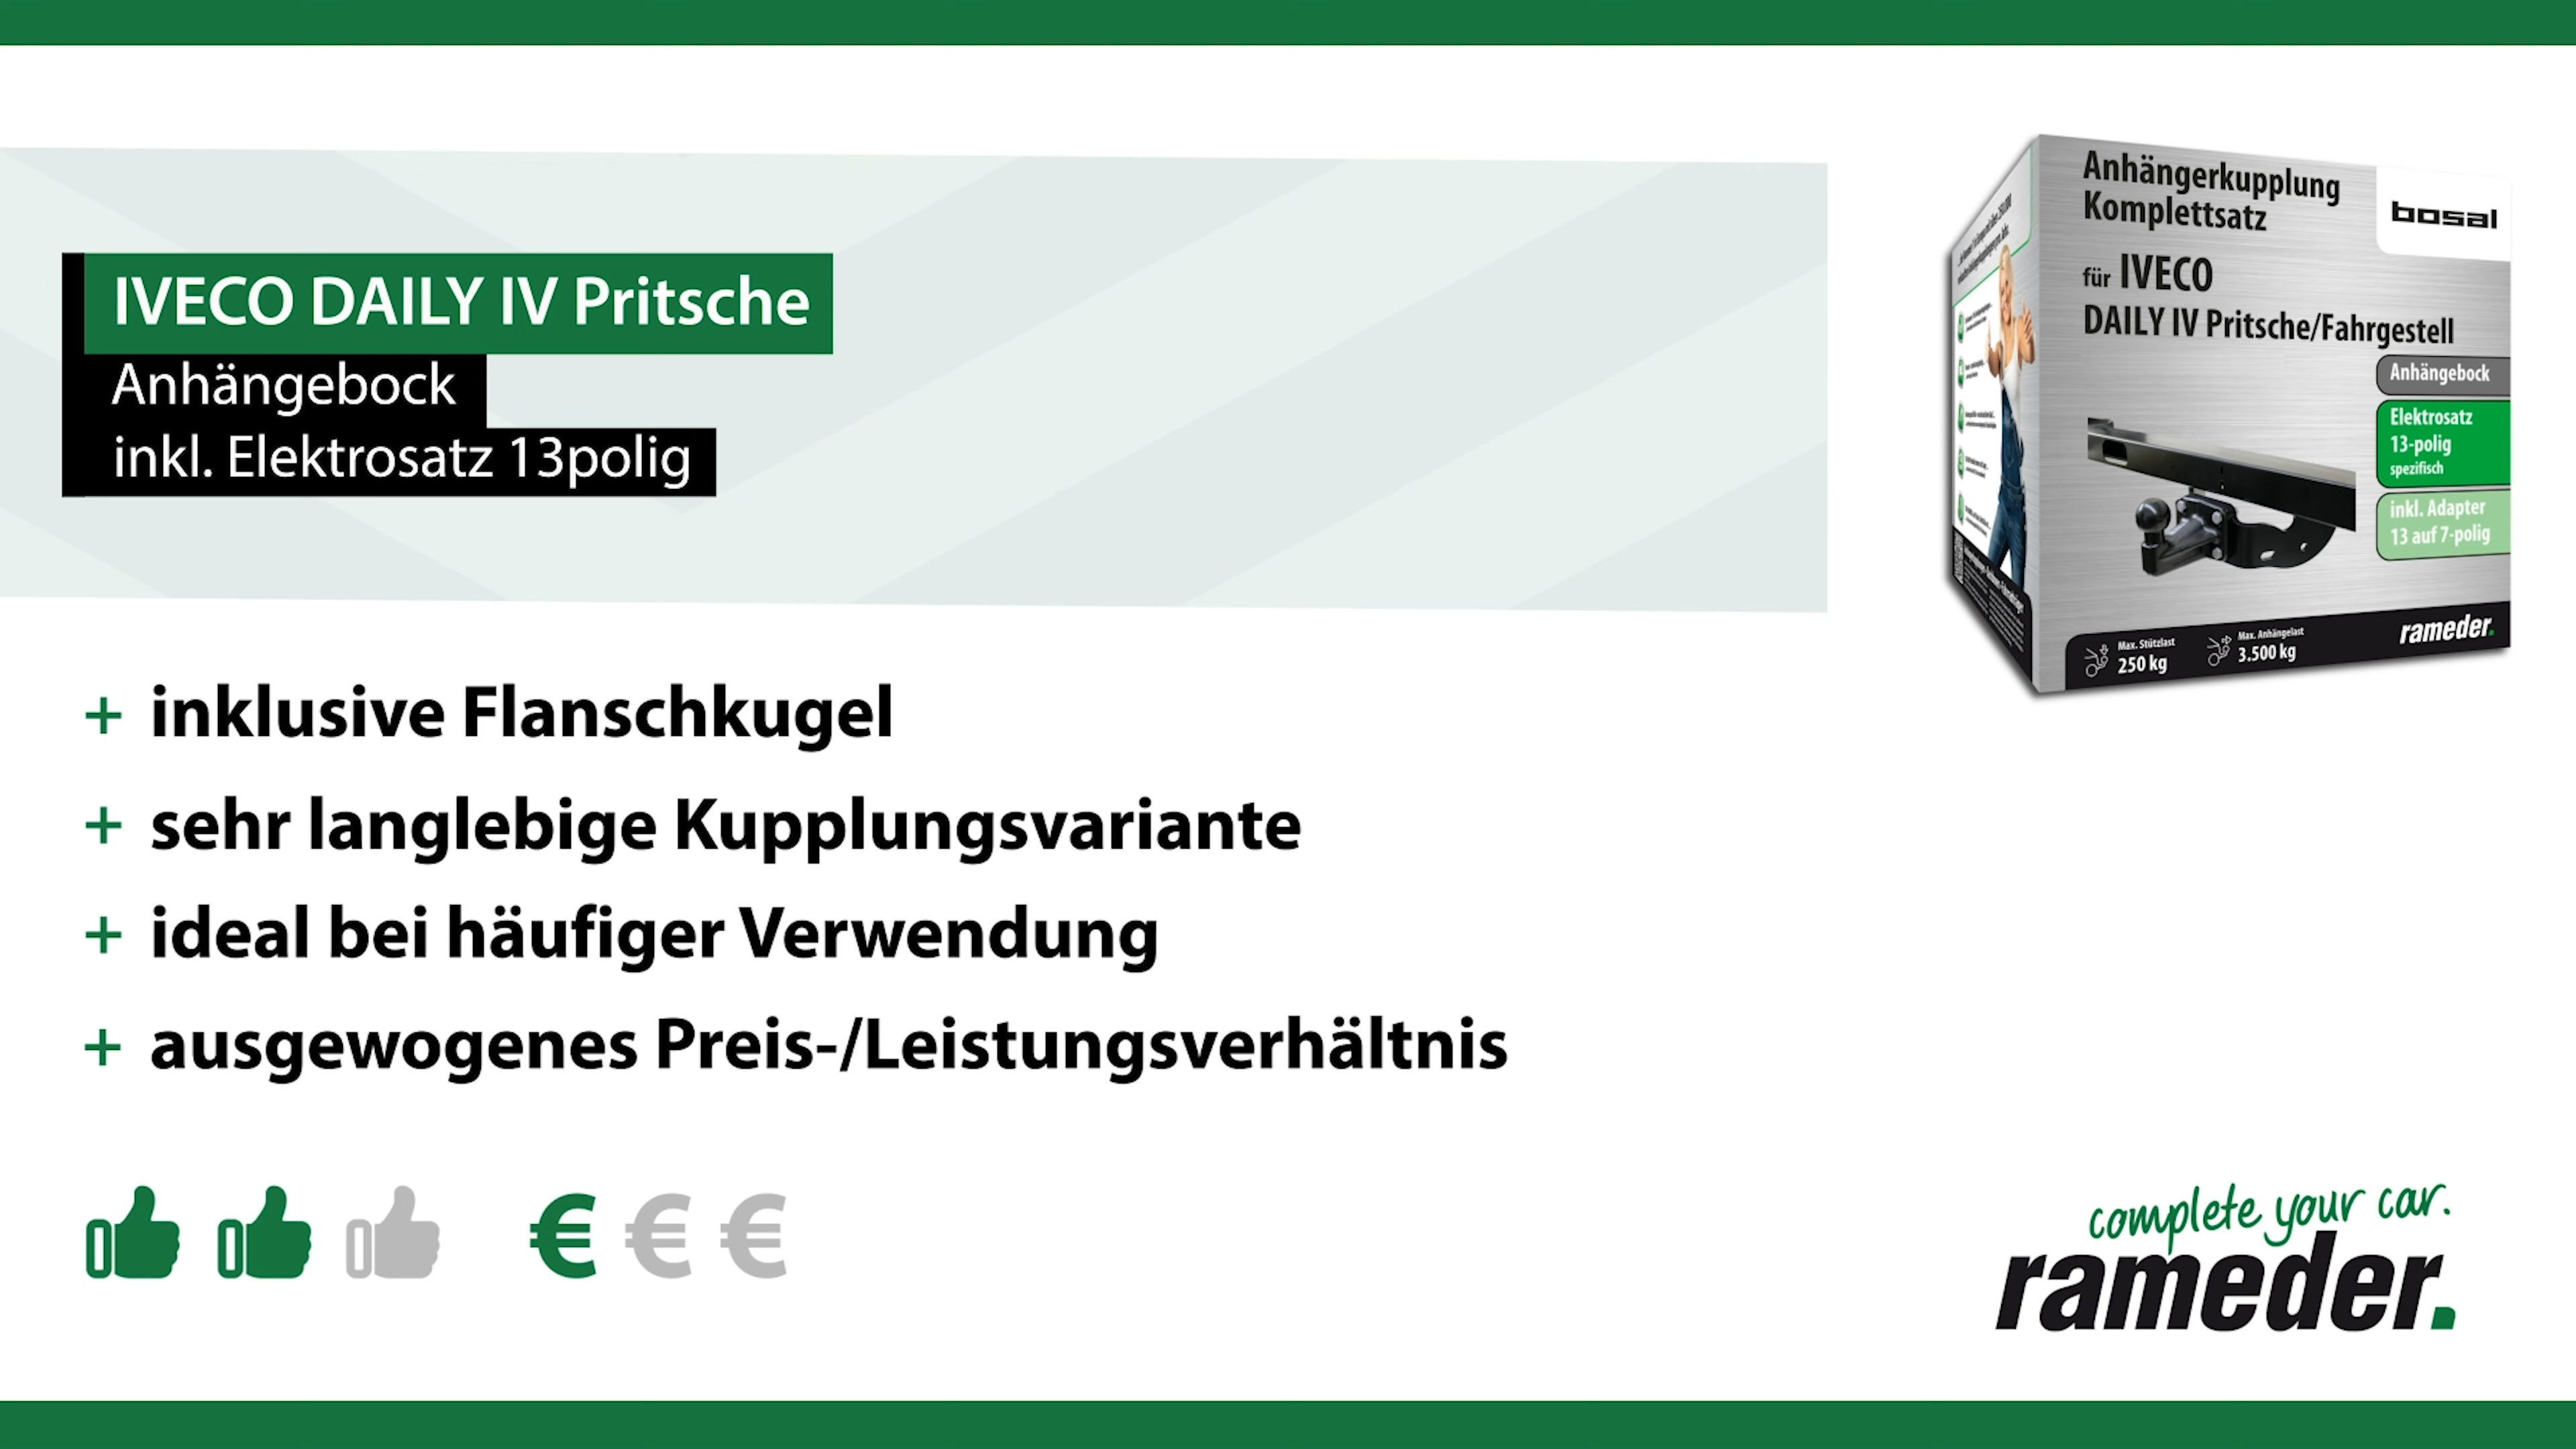 IVECO DAILY IV Pritsche
Anhängebock
inkl. Elektrosatz 13polig
Anhängerkupplung
Komplettsatz
bosal
für IVECO
DAILY IV Pritsche/Fahrgestell
Anhängebock
Elektrosatz
13-polig
spezifisch
inkl. Adapter
13 auf 7-polig
Max. Stützlast
250 kg
Max. Anhängelast
3.500 kg
rameder.
+ inklusive Flanschkugel
+ sehr langlebige Kupplungsvariante
+ ideal bei häufiger Verwendung
+ ausgewogenes Preis-/Leistungsverhältnis
€ € €
complete your car.
rameder.